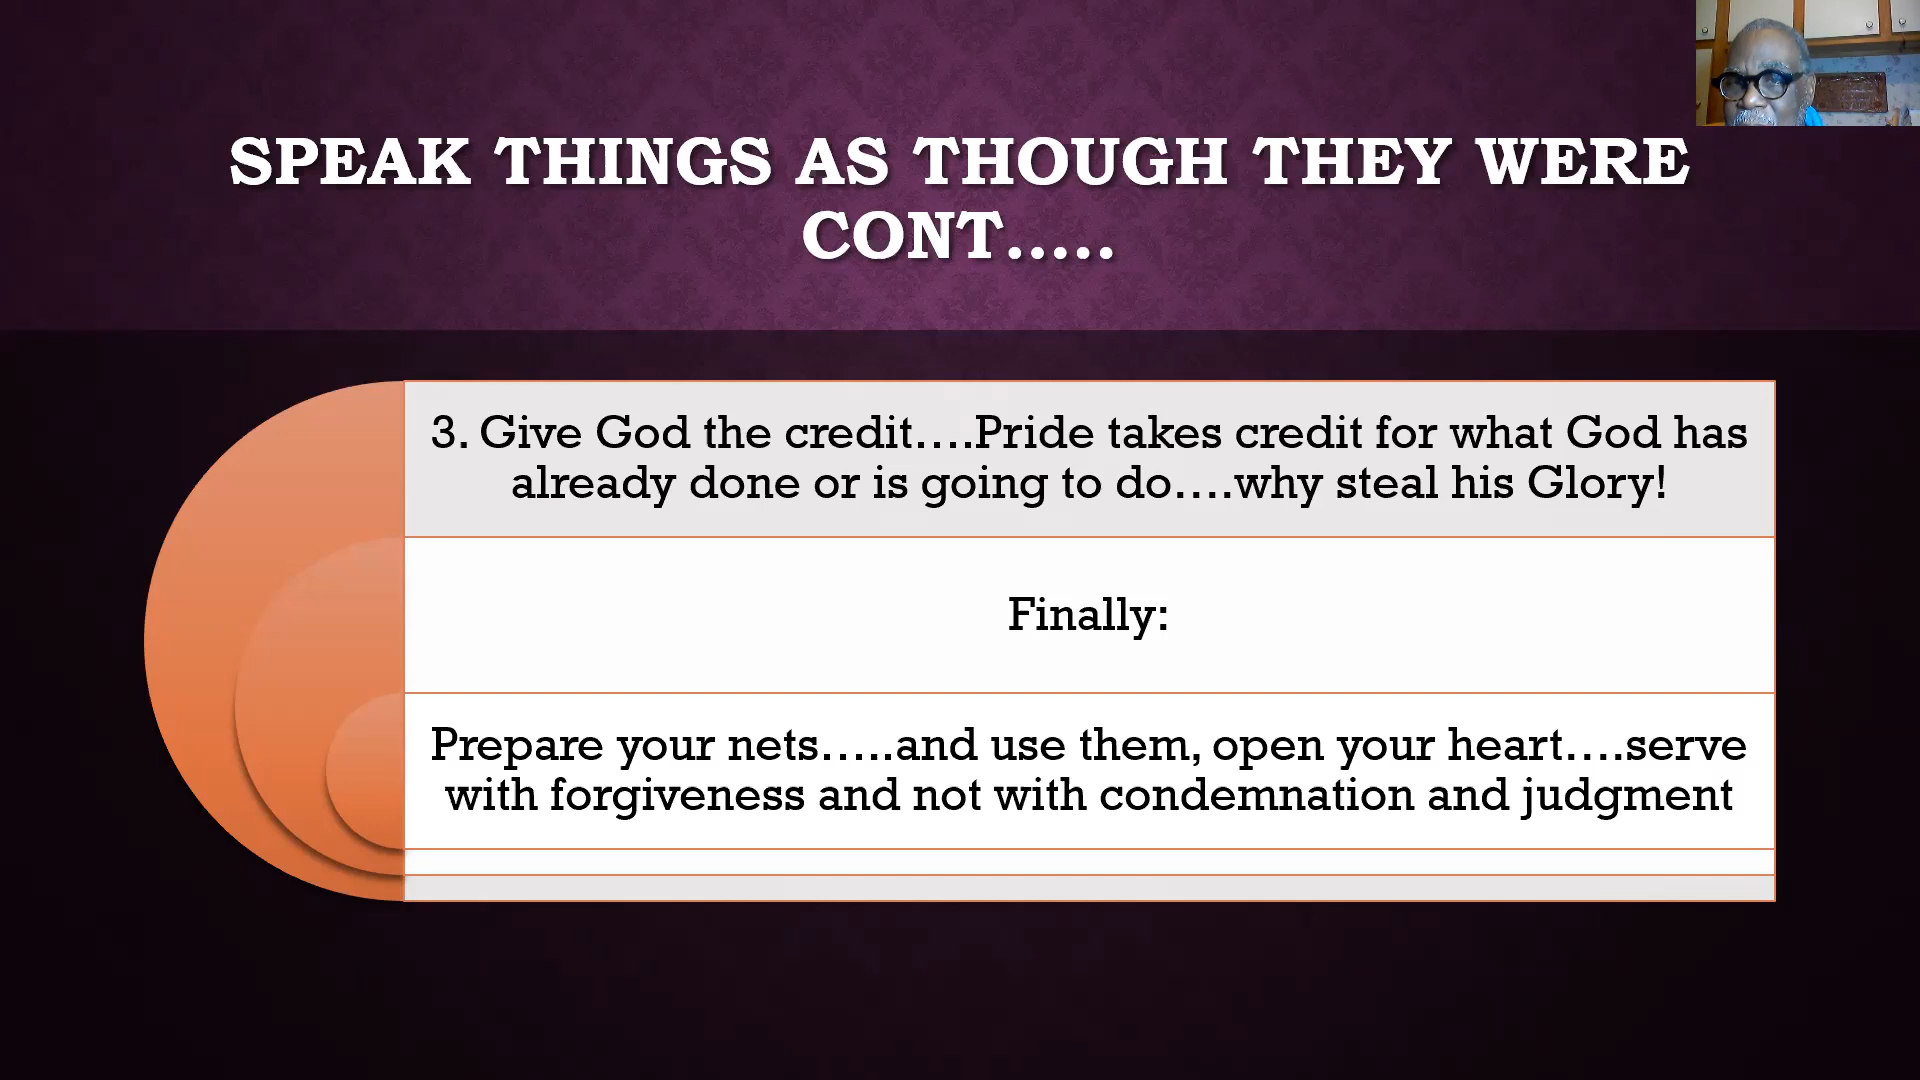 SPEAK THINGS AS THOUGH THEY WERE
CONT.....
3. Give God the credit....Pride takes credit for what God has
already done or is going to do....why steal his Glory!
Finally:
Prepare your nets.....and use them, open your heart....serve
with forgiveness and not with condemnation and judgment